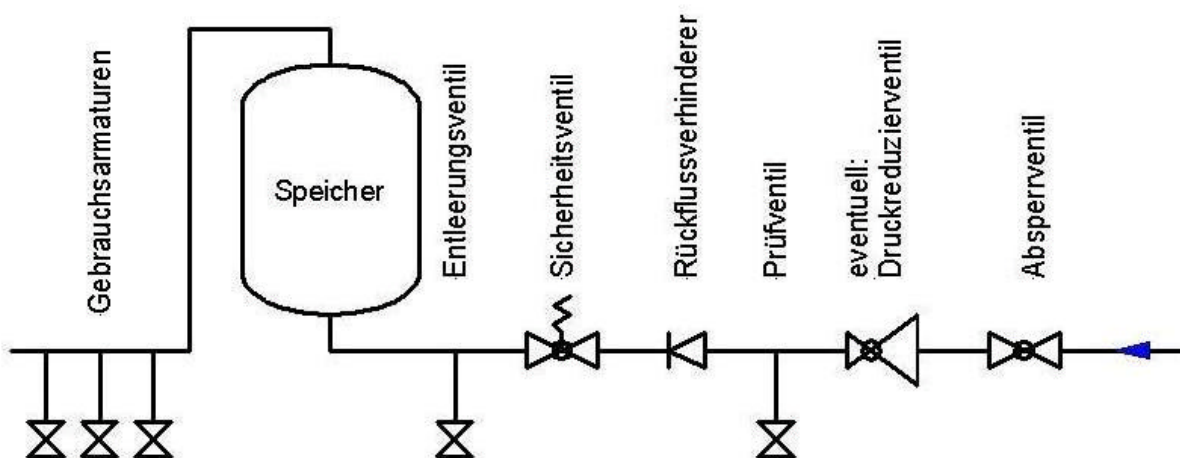 Gebrauchsarmaturen
Speicher
Entleerungsventil
Sicherheitsventil
Rückflussverhinderer
Prüfventil
eventuell:
Druckreduzierventil
Absperrventil